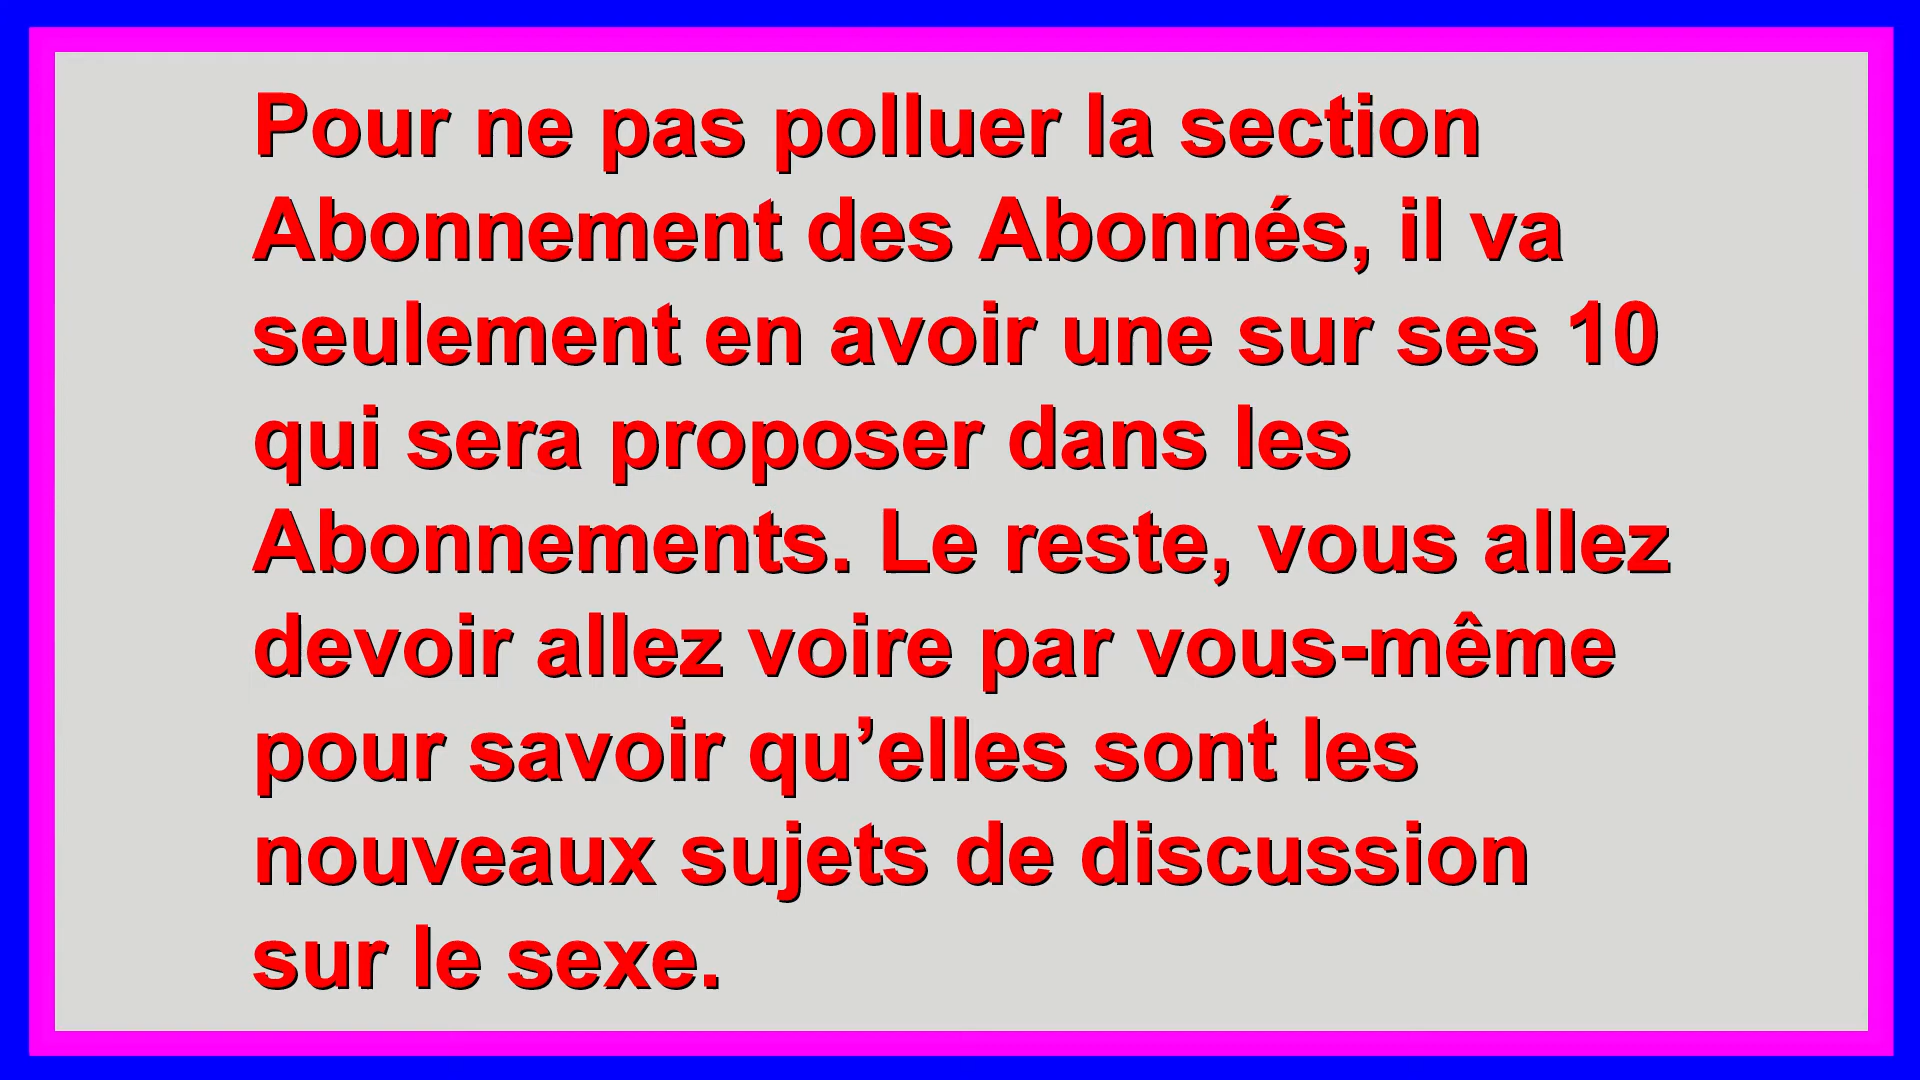 Pour ne pas polluer la section
Abonnement des Abonnés, il va
seulement en avoir une sur ses 10
qui sera proposer dans les
Abonnements. Le reste, vous allez
devoir allez voire par vous-même
pour savoir qu’elles sont les
nouveaux sujets de discussion
sur le sexe.